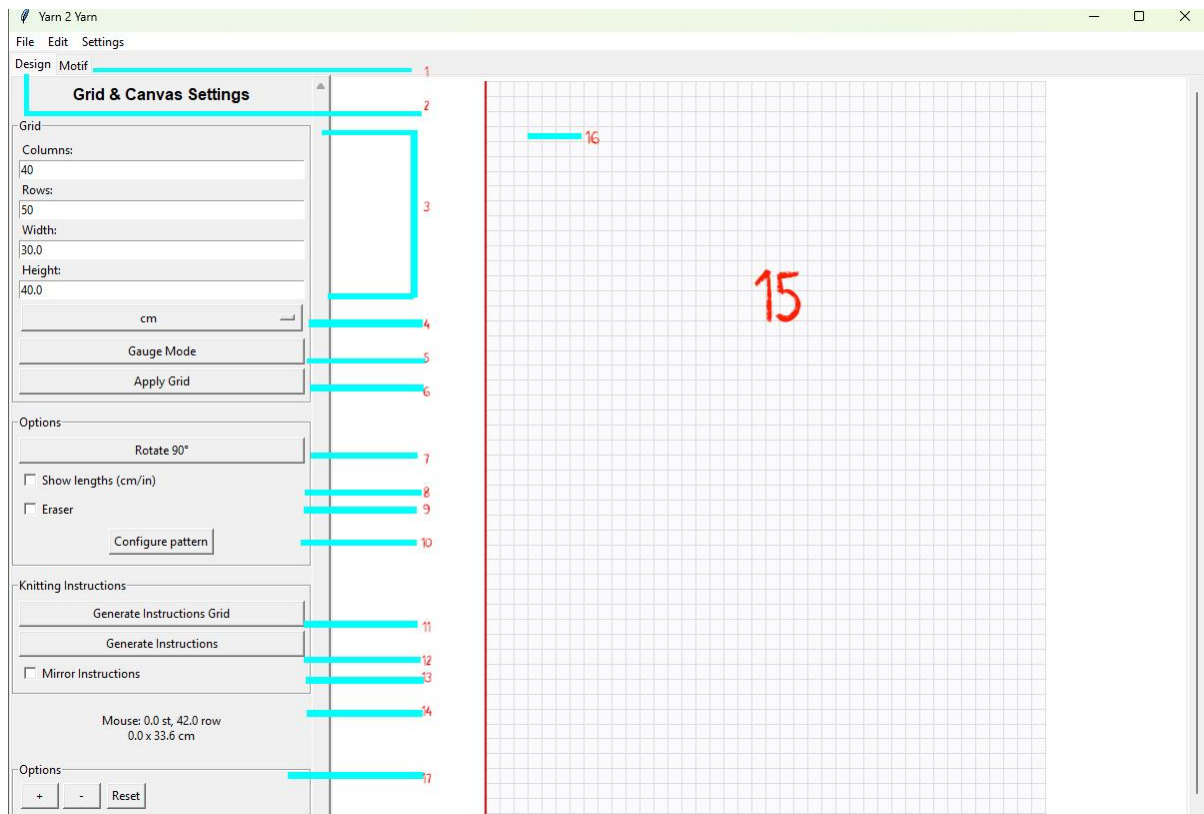 Yarn 2 Yarn
File Edit Settings
Design Motif
1
Grid & Canvas Settings
2
Grid
16
Columns:
40
Rows:
50
3
Width:
30.0
Height:
40.0
15
cm
4
Gauge Mode
5
Apply Grid
6
Options
Rotate 90°
7
Show lengths (cm/in)
8
Eraser
9
Configure pattern
10
Knitting Instructions
Generate Instructions Grid
11
Generate Instructions
12
Mirror Instructions
13
14
Mouse: 0.0 st, 42.0 row
0.0 x 33.6 cm
Options
17
+ - Reset